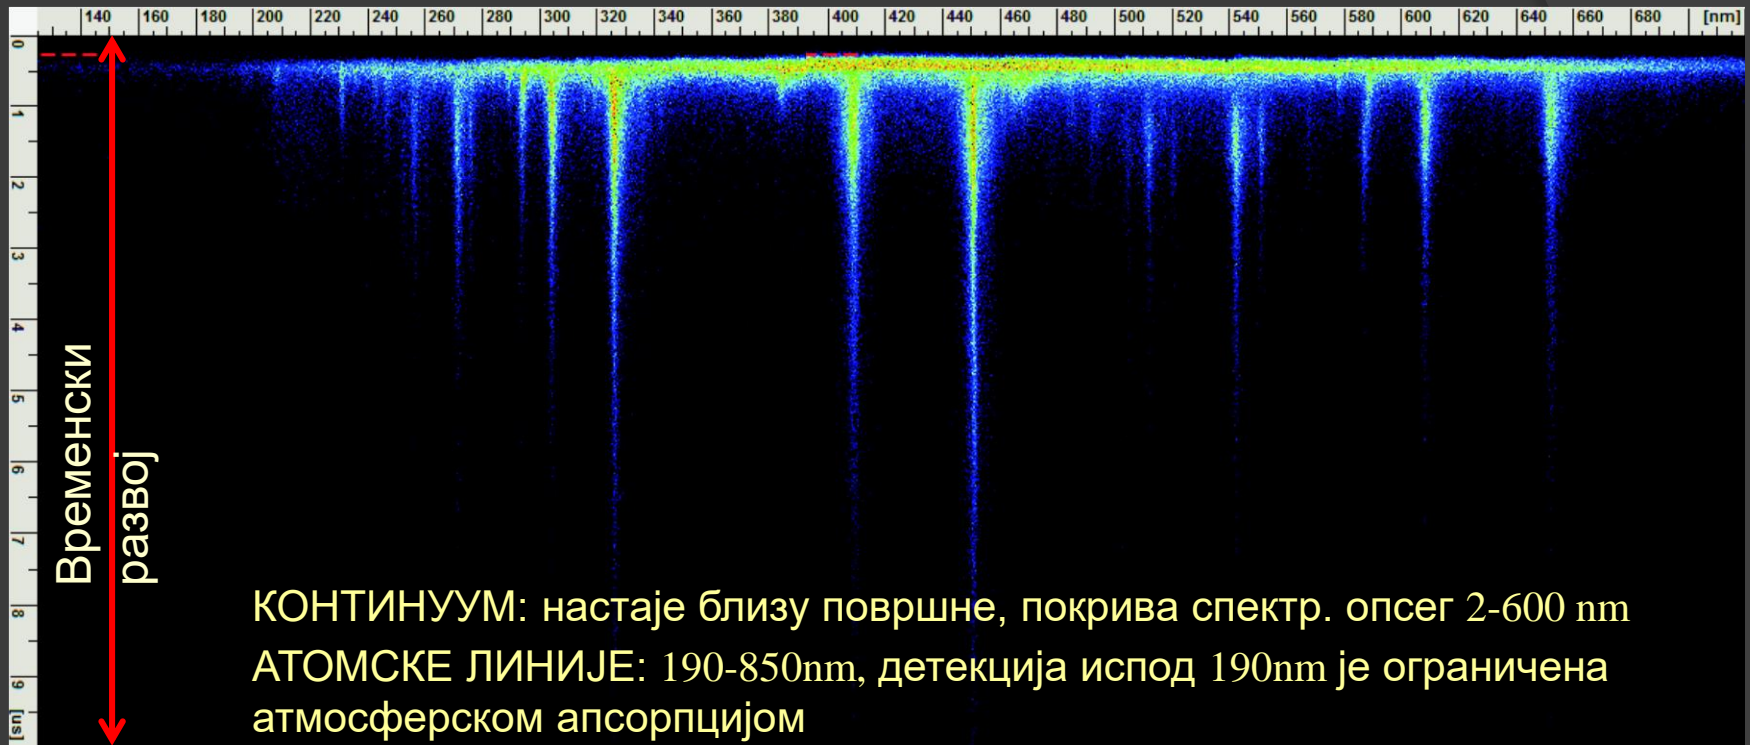 140 160 180 200 220 240 260 280 300 320 340 360 380 400 420 440 460 480 500 520 540 560 580 600 620 640 660 680 [nm]
0
1
2
3
4
5
6
7
8
9
[us]
Временски
развој
КОНТИНУУМ: настаје близу површне, покрива спектр. опсег 2-600 nm
АТОМСКЕ ЛИНИЈЕ: 190-850nm, детекција испод 190nm је ограничена
атмосферском апсорпцијом